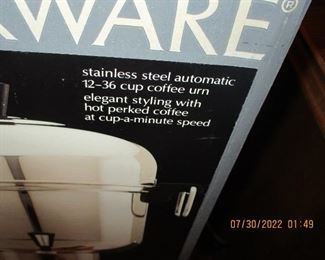 WARE®
stainless steel automatic
12-36 cup coffee urn
elegant styling with
hot perked coffee
at cup-a-minute speed
07/30/2022 01:49